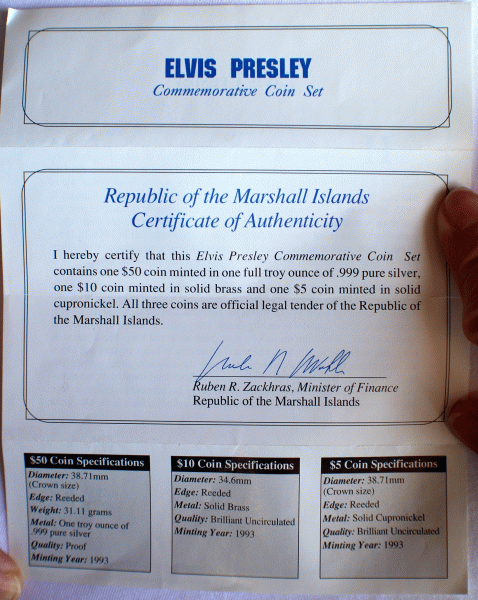 ELVIS PRESLEY
Commemorative Coin Set
Republic of the Marshall Islands
Certificate of Authenticity
I hereby certify that this Elvis Presley Commemorative Coin Set
contains one $50 coin minted in one full troy ounce of .999 pure silver,
one $10 coin minted in solid brass and one $5 coin minted in solid
cupronickel. All three coins are official legal tender of the Republic of
the Marshall Islands.
Ruben R. Zackhras, Minister of Finance
Republic of the Marshall Islands
$50 Coin Specifications
Diameter: 38.71mm
(Crown size)
Edge: Reeded
Weight: 31.11 grams
Metal: One troy ounce of
.999 pure silver
Quality: Proof
Minting Year: 1993
$10 Coin Specifications
Diameter: 34.6mm
Edge: Reeded
Metal: Solid Brass
Quality: Brilliant Uncirculated
Minting Year: 1993
$5 Coin Specifications
Diameter: 38.71mm
(Crown size)
Edge: Reeded
Metal: Solid Cupronickel
Quality: Brilliant Uncirculated
Minting Year: 1993